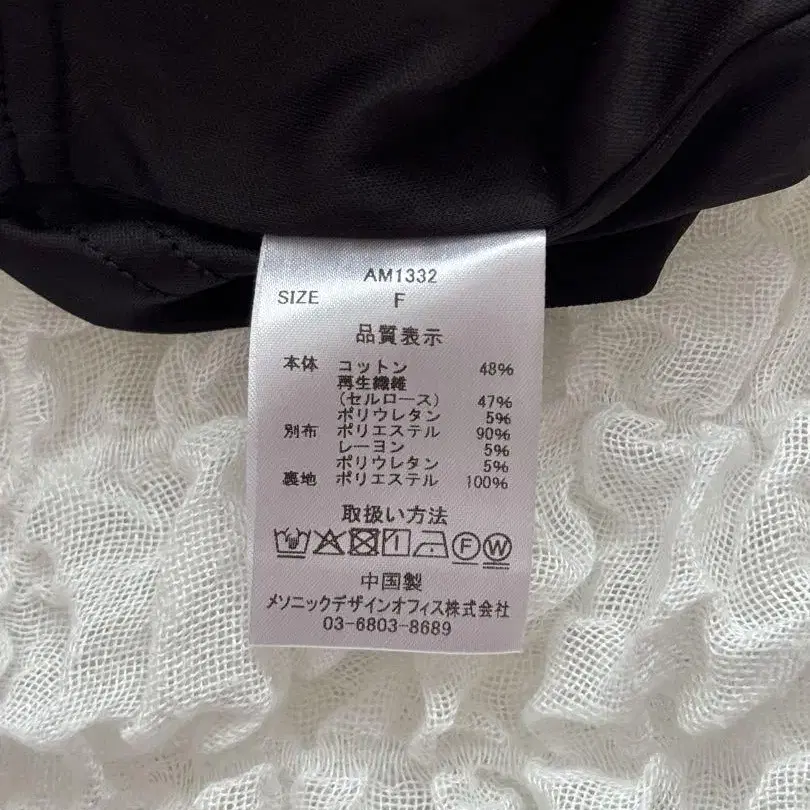 AM1332
SIZE F
品質表示
本体 コットン 48%
再生繊維
(セルロース) 47%
ポリウレタン 5%
別布 ポリエステル 90%
レーヨン 5%
ポリウレタン 5%
裏地 ポリエステル 100%
取扱い方法
F W
中国製
メソニックデザインオフィス株式会社
03-6803-8689